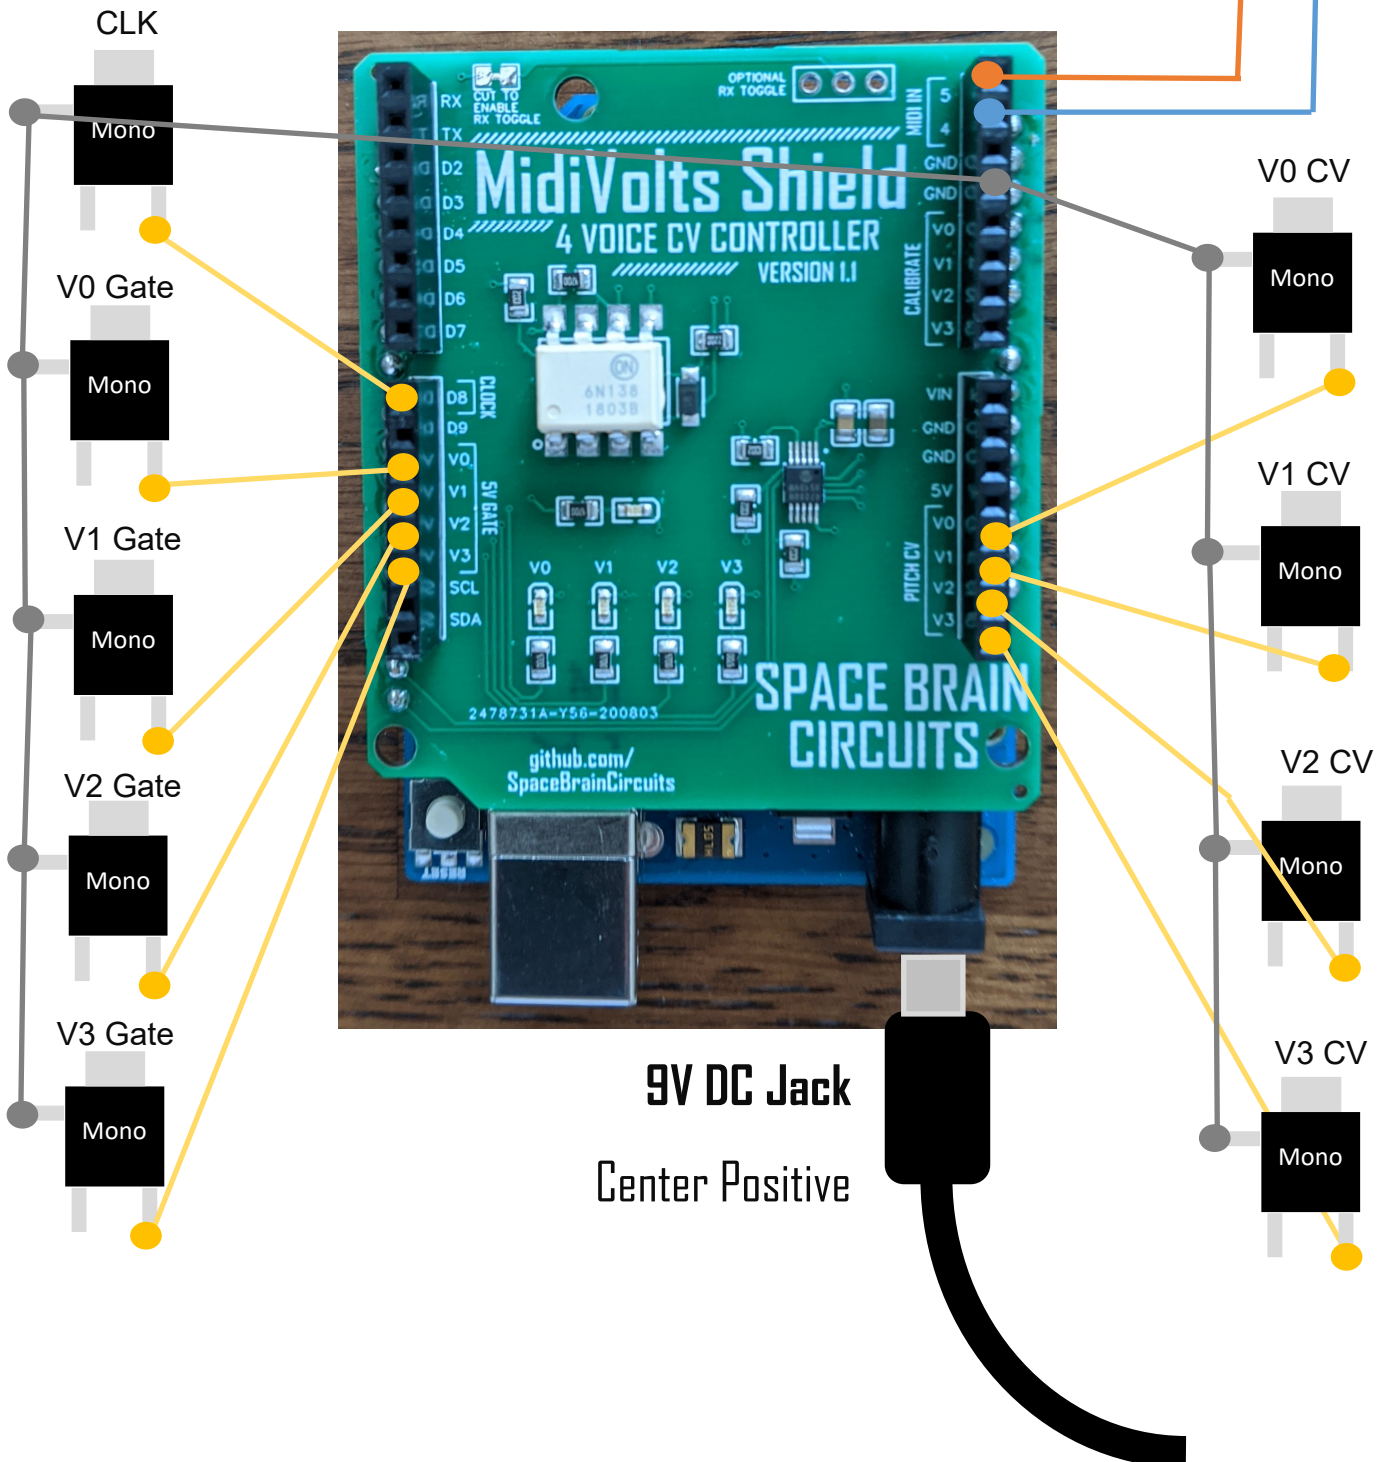 CLK
Mono
V0 Gate
Mono
V1 Gate
Mono
V2 Gate
Mono
V3 Gate
Mono
RX
TX
D2
D3
D4
D5
D6
D7
D8
D9
CLOCK
V0
V1
V2
V3
5V GATE
SCL
SDA
CUT TO
ENABLE
RX TOGGLE
OPTIONAL
RX TOGGLE
MidiVolts Shield
4 VOICE CV CONTROLLER
VERSION 1.1
6N138
1803B
V0 V1 V2 V3
2478731A-Y56-200803
SPACE BRAIN
CIRCUITS
github.com/
SpaceBrainCircuits
RESET
5
4
MIDI IN
GND
GND
V0
V1
V2
V3
CALIBRATE
VIN
GND
GND
5V
V0
V1
V2
V3
PITCH CV
V0 CV
Mono
V1 CV
Mono
V2 CV
Mono
V3 CV
Mono
9V DC Jack
Center Positive